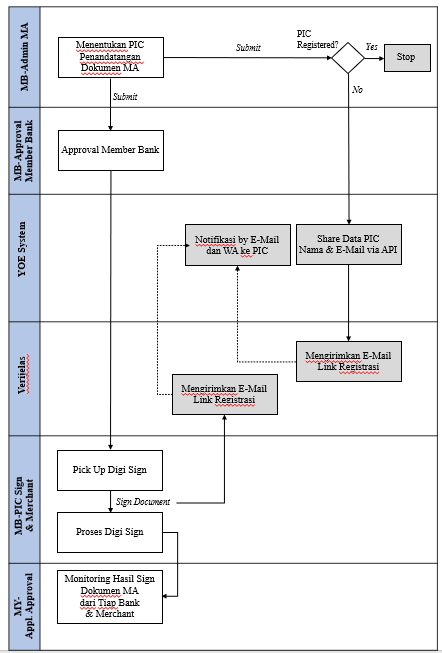 MB-Admin MA
Menentukan PIC
Penandatangan
Dokumen MA
Submit
PIC
Registered?
Yes
Stop
Submit
No
MB-Approval
Member Bank
Approval Member Bank
YOE System
Notifikasi by E-Mail
dan WA ke PIC
Share Data PIC
Nama & E-Mail via API
Verijelas
Mengirimkan E-Mail
Link Registrasi
Mengirimkan E-Mail
Link Registrasi
MB-PIC Sign
& Merchant
Pick Up Digi Sign
Sign Document
Proses Digi Sign
MY-
Appl. Approval
Monitoring Hasil Sign
Dokumen MA
dari Tiap Bank
& Merchant